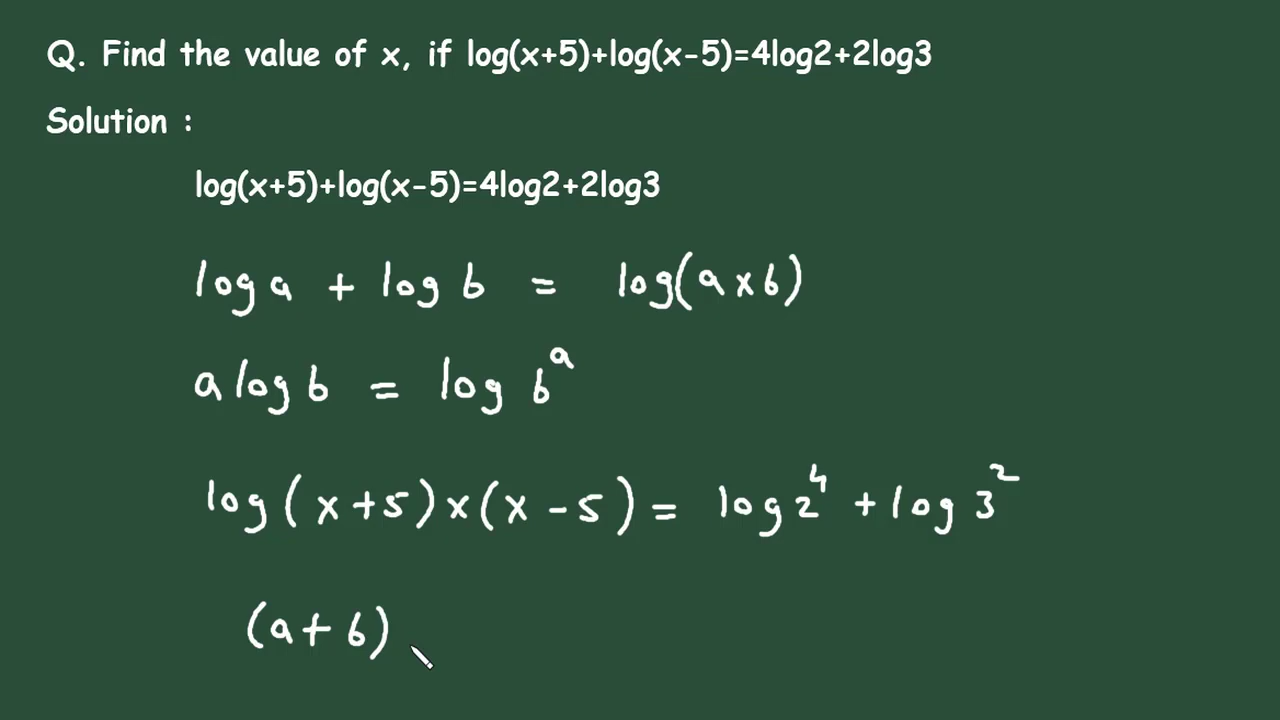 Q. Find the value of x, if log(x+5)+log(x-5)=4log2+2log3
Solution :
log(x+5)+log(x-5)=4log2+2log3
log a + log b = log(a×b)
a log b = log b^a
log(x+5)×(x-5) = log 2^4 + log 3^2
(a+b)